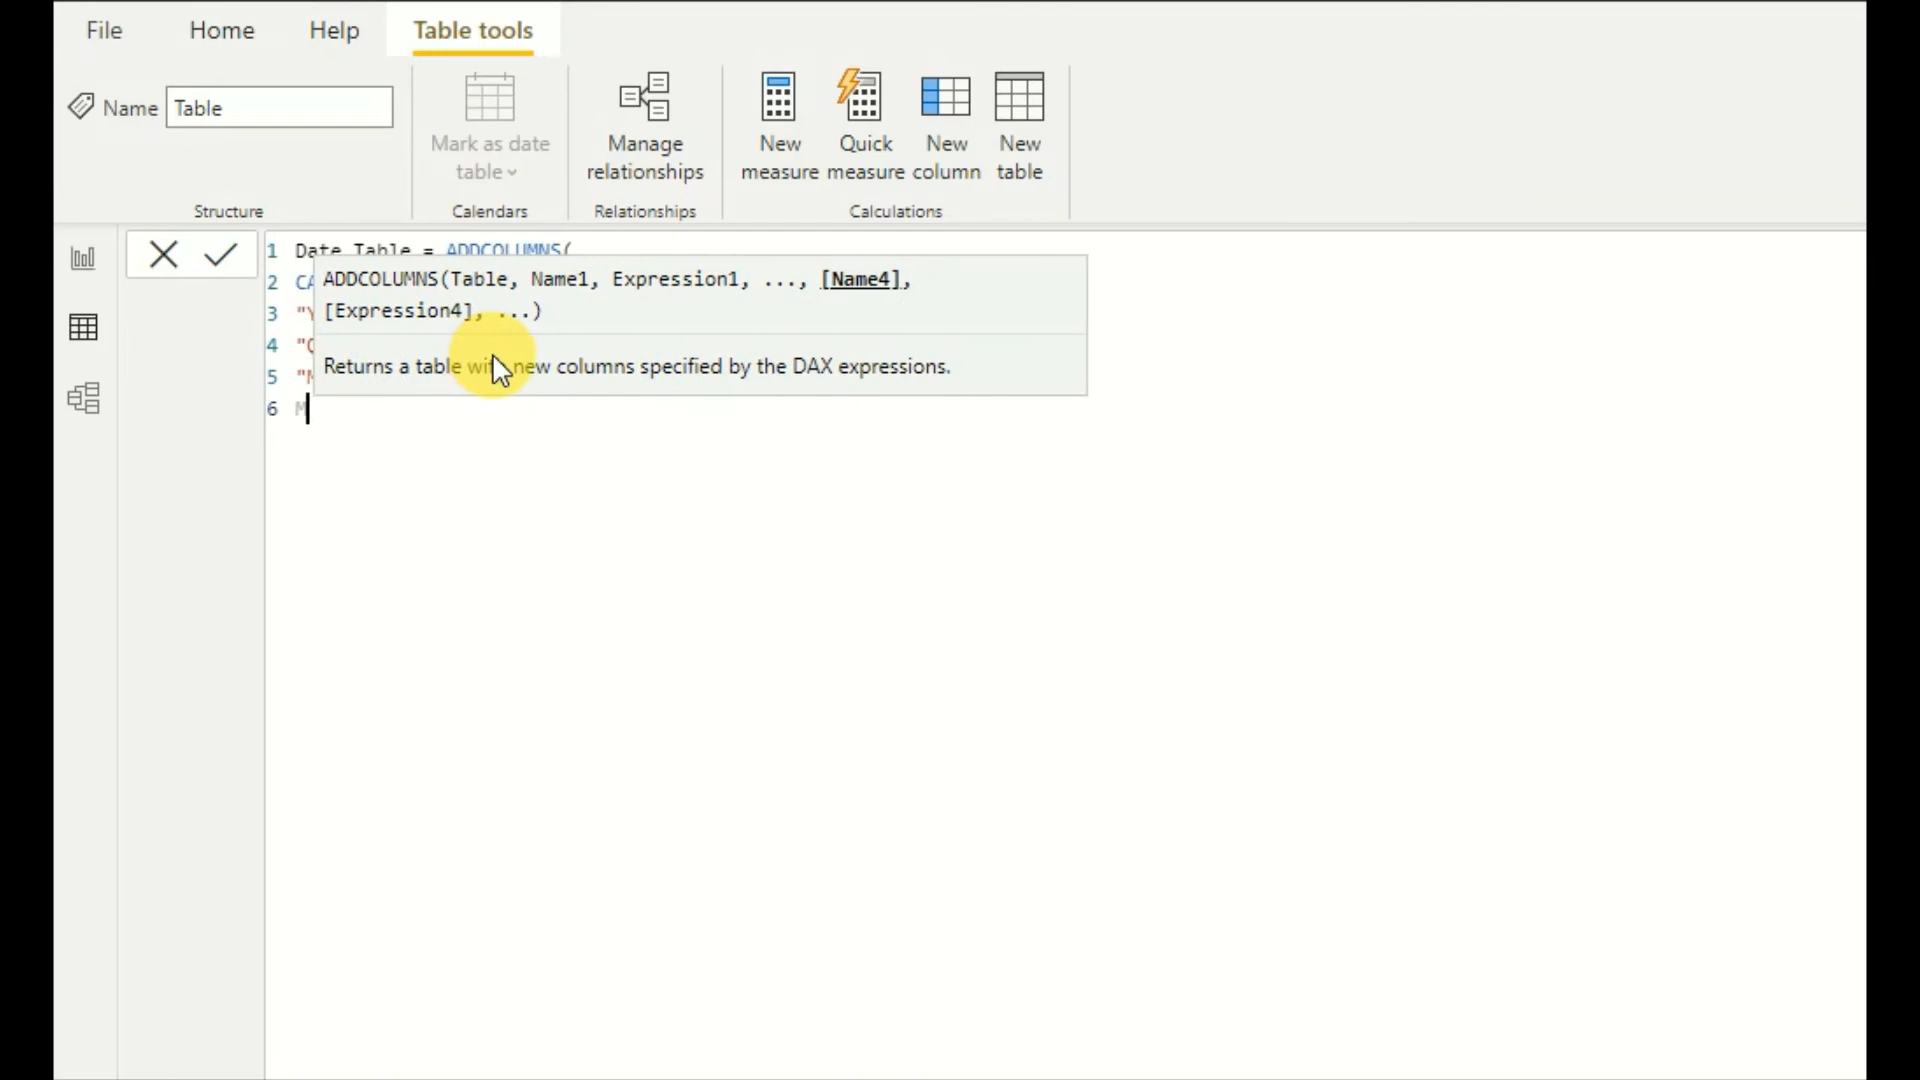 File Home Help Table tools
Name Table
Mark as date table
Manage relationships
New measure
Quick measure
New column
New table
Structure Calendars Relationships Calculations
1 Date Table = ADDCOLUMNS(
2 CA
3 "Y
4 "Q
5 "M
6 M
ADDCOLUMNS(Table, Name1, Expression1, ..., [Name4],
[Expression4], ...)
Returns a table with new columns specified by the DAX expressions.